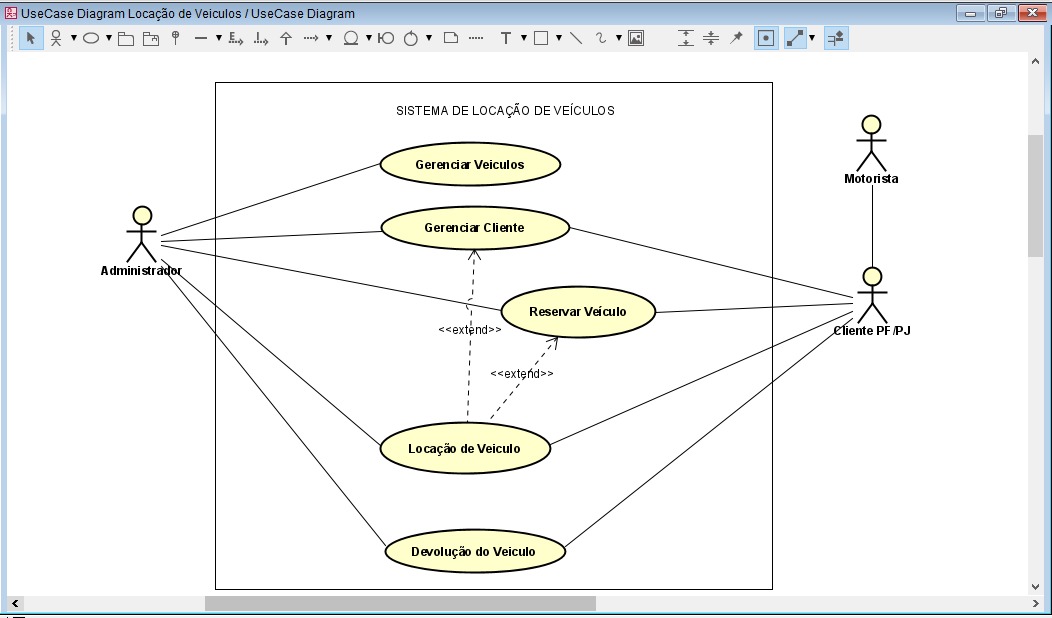 UseCase Diagram Locação de Veiculos / UseCase Diagram
SISTEMA DE LOCAÇÃO DE VEÍCULOS
Gerenciar Veiculos
Motorista
Gerenciar Cliente
Administrador
Reservar Veículo
<<extend>>
Cliente PF/PJ
<<extend>>
Locação de Veiculo
Devolução do Veiculo